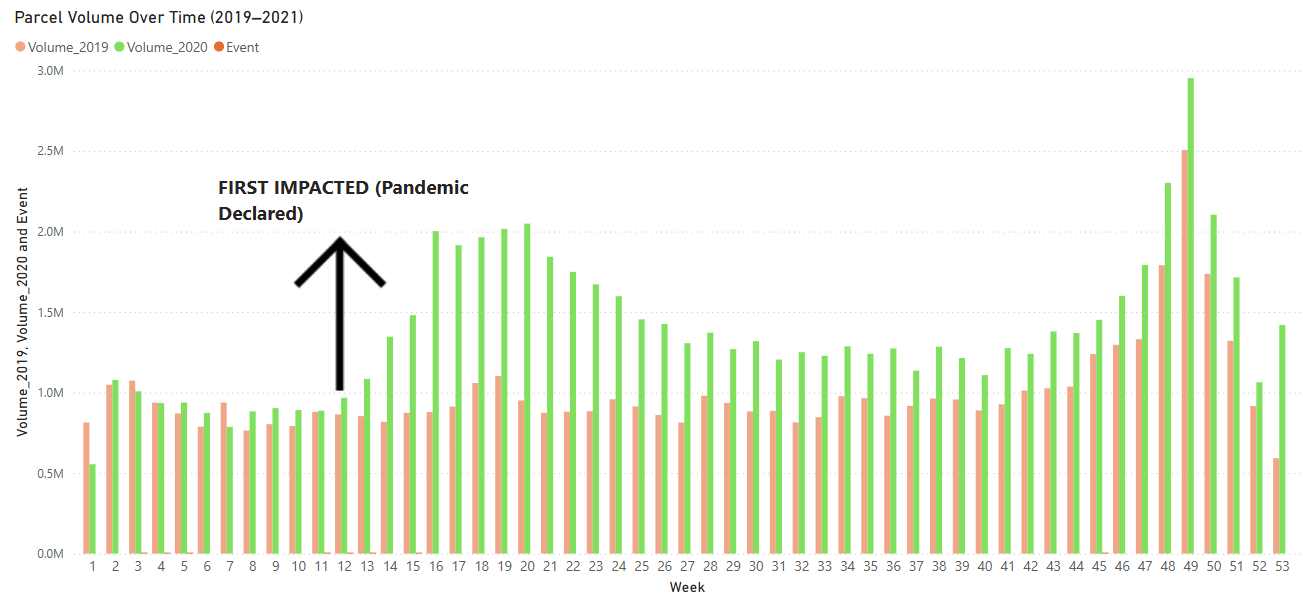 Parcel Volume Over Time (2019–2021)
Volume_2019 Volume_2020 Event
3.0M
2.5M
2.0M
1.5M
1.0M
0.5M
0.0M
Volume_2019, Volume_2020 and Event
FIRST IMPACTED (Pandemic
Declared)
1 2 3 4 5 6 7 8 9 10 11 12 13 14 15 16 17 18 19 20 21 22 23 24 25 26 27 28 29 30 31 32 33 34 35 36 37 38 39 40 41 42 43 44 45 46 47 48 49 50 51 52 53
Week